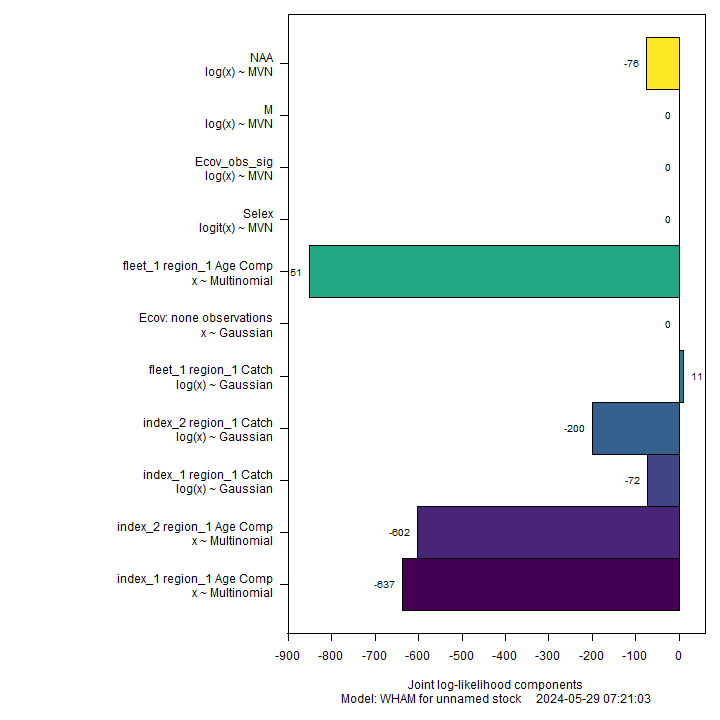 NAA
log(x) ~ MVN
-76
M
log(x) ~ MVN
0
Ecov_obs_sig
log(x) ~ MVN
0
Selex
logit(x) ~ MVN
0
fleet_1 region_1 Age Comp
x ~ Multinomial
51
Ecov: none observations
x ~ Gaussian
0
fleet_1 region_1 Catch
log(x) ~ Gaussian
11
index_2 region_1 Catch
log(x) ~ Gaussian
-200
index_1 region_1 Catch
log(x) ~ Gaussian
-72
index_2 region_1 Age Comp
x ~ Multinomial
-602
index_1 region_1 Age Comp
x ~ Multinomial
-637
-900 -800 -700 -600 -500 -400 -300 -200 -100 0
Joint log-likelihood components
Model: WHAM for unnamed stock 2024-05-29 07:21:03